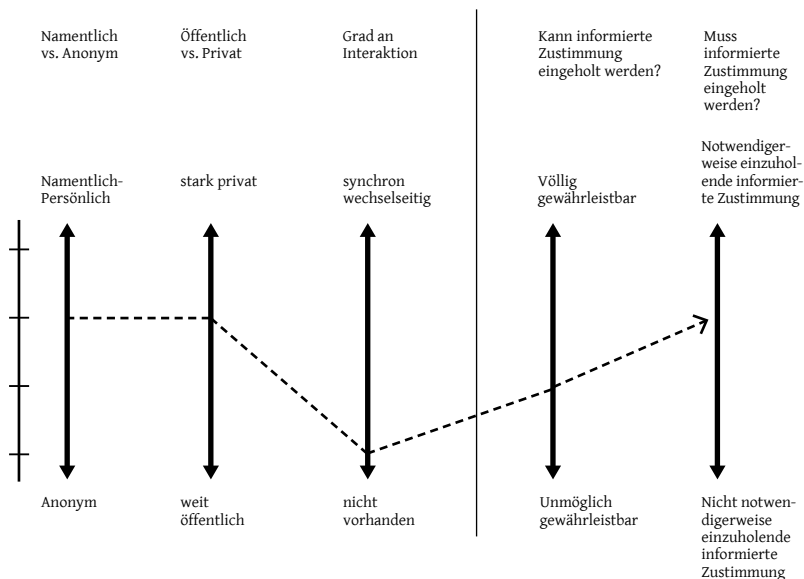 Namentlich
vs. Anonym
Öffentlich
vs. Privat
Grad an
Interaktion
Kann informierte
Zustimmung
eingeholt werden?
Muss
informierte
Zustimmung
eingeholt
werden?
Namentlich-
Persönlich
stark privat
synchron
wechselseitig
Völlig
gewährleistbar
Notwendiger-
weise einzuhol-
ende informier-
te Zustimmung
Anonym
weit
öffentlich
nicht
vorhanden
Unmöglich
gewährleistbar
Nicht notwen-
digerweise
einzuholende
informierte
Zustimmung